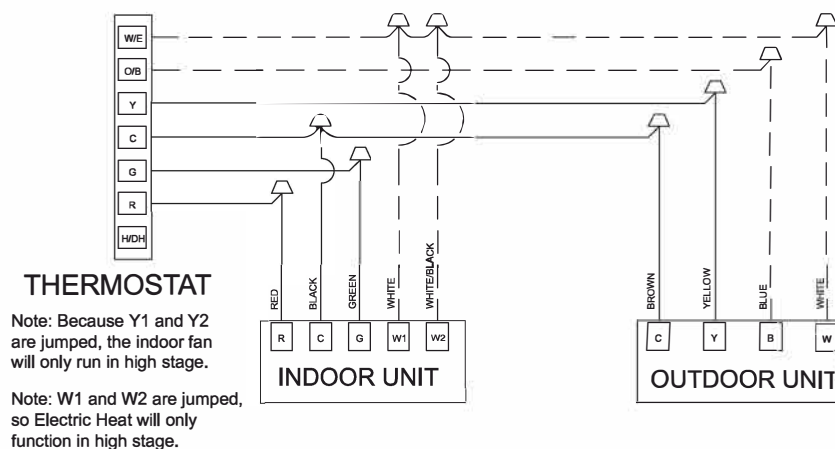 W/E
O/B
Y
C
G
R
H/DH
THERMOSTAT
Note: Because Y1 and Y2
are jumped, the indoor fan
will only run in high stage.
Note: W1 and W2 are jumped,
so Electric Heat will only
function in high stage.
RED
BLACK
GREEN
WHITE
WHITE/BLACK
R
C
G
W1
W2
INDOOR UNIT
BROWN
YELLOW
BLUE
WHITE
C
Y
B
W
OUTDOOR UNIT